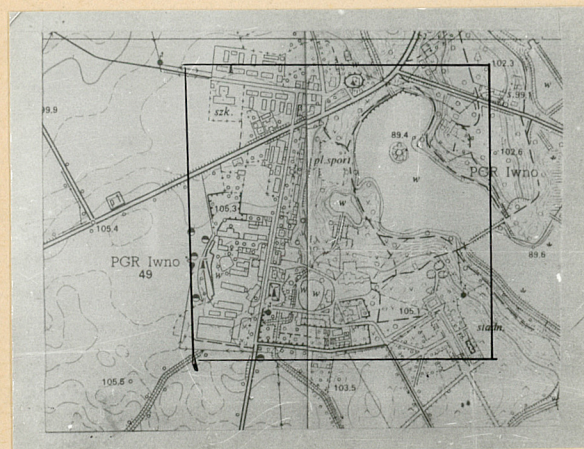 102.3
99.1
w
99.9
szk.
w
89.4
l.
102.6
pl.sport
w
PGR Iwno
105.3
w
105.4
PGR Iwno
49
w
89.6
w
w
105.1
stadn.
105.6
103.5